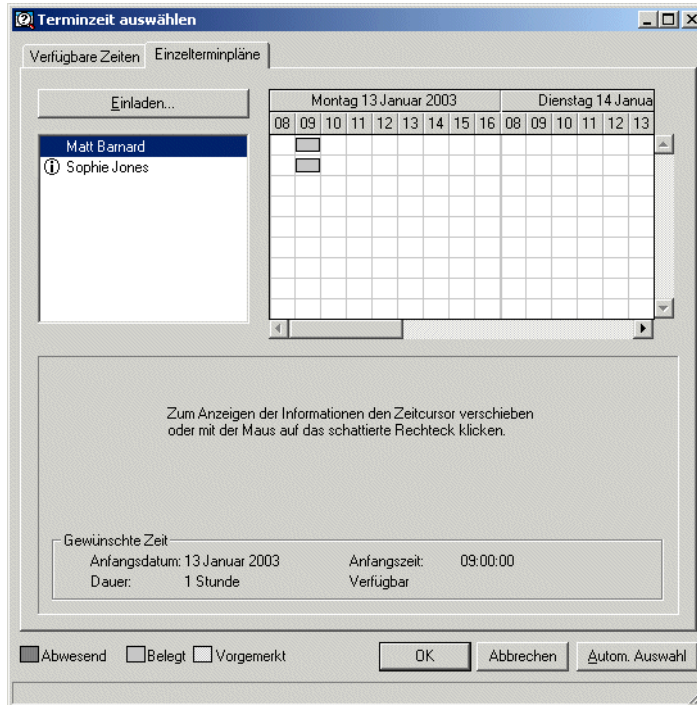 Terminzeit auswählen
Verfügbare Zeiten Einzelterminpläne
Einladen...
Montag 13 Januar 2003 Dienstag 14 Janua
08 09 10 11 12 13 14 15 16 08 09 10 11 12 13
Matt Barnard
Sophie Jones
Zum Anzeigen der Informationen den Zeitcursor verschieben
oder mit der Maus auf das schattierte Rechteck klicken.
Gewünschte Zeit
Anfangsdatum: 13 Januar 2003 Anfangszeit: 09:00:00
Dauer: 1 Stunde Verfügbar
Abwesend Belegt Vorgemerkt OK Abbrechen Autom. Auswahl